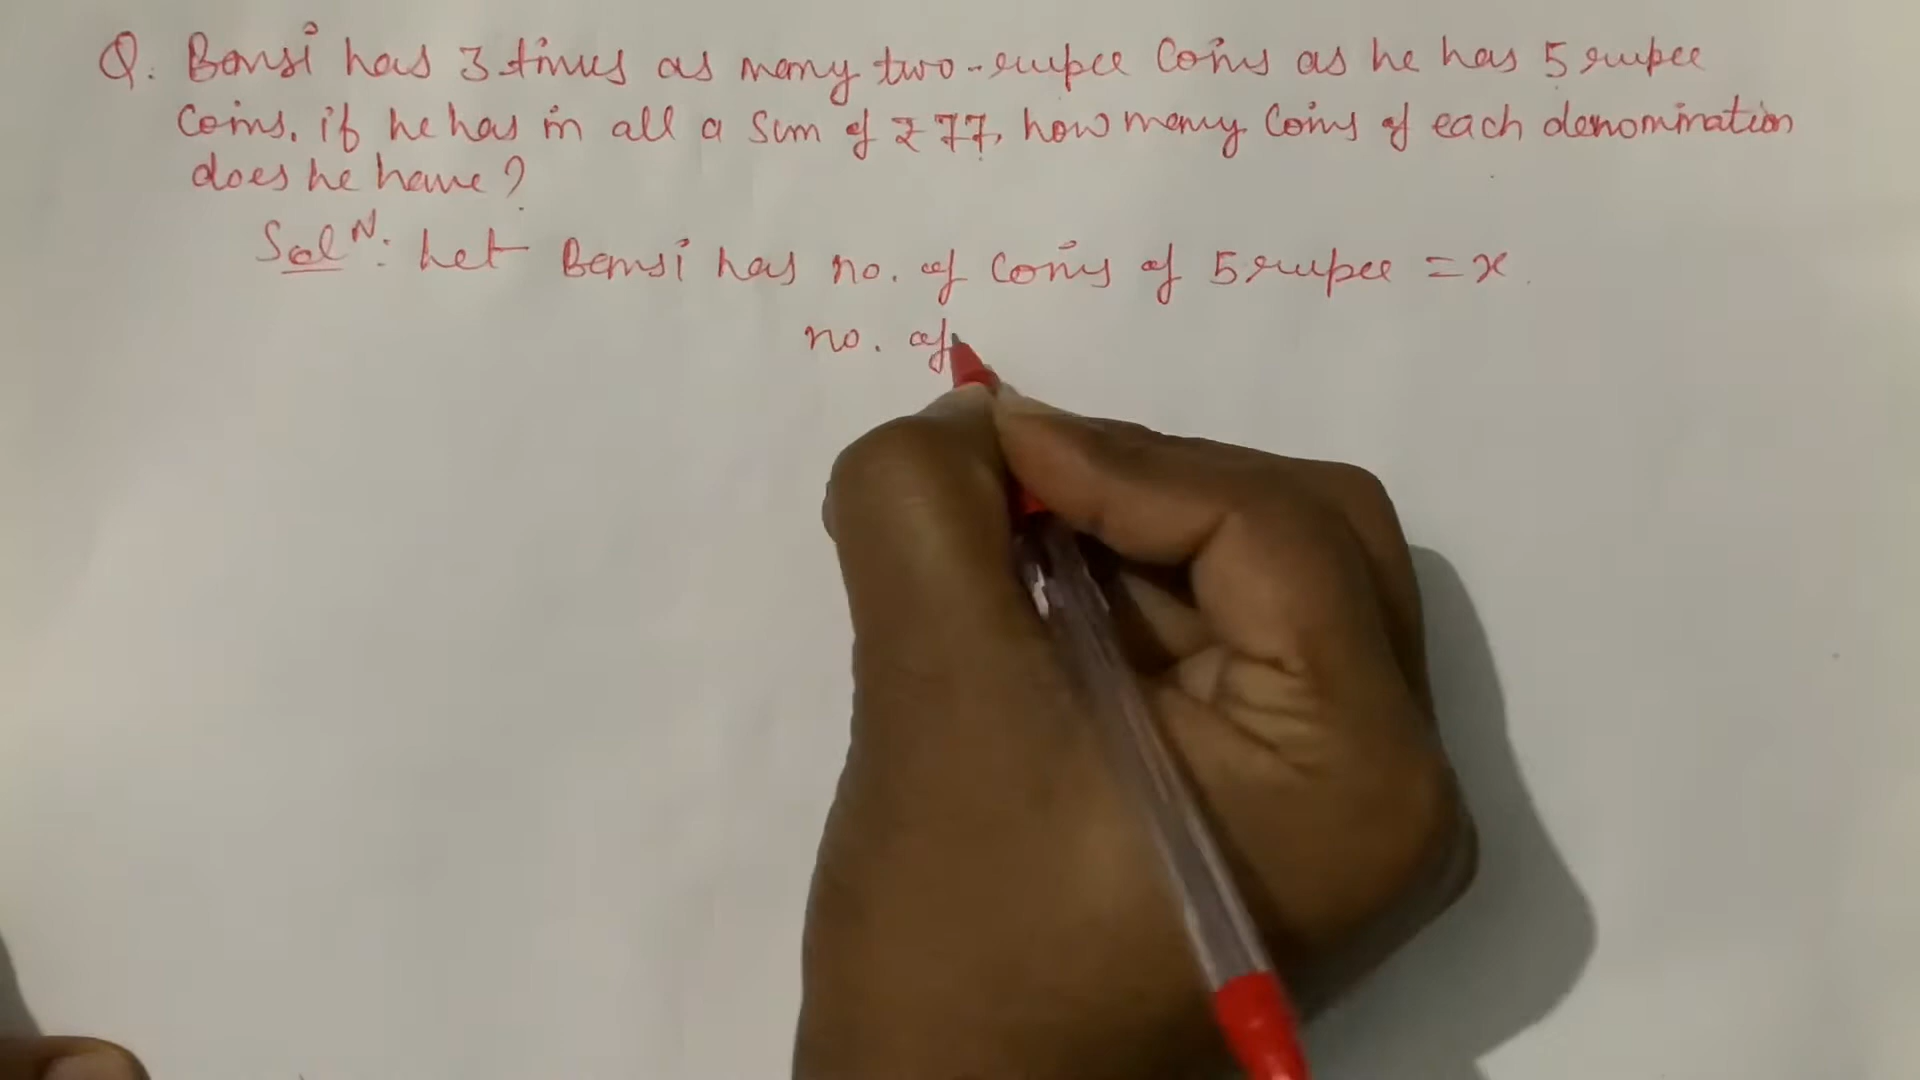 Q. Bansi has 3 times as many two-rupee coins as he has 5 rupee
coins. if he has in all a sum of ₹ 77, how many coins of each denomination
does he have?
Solᴺ: Let Bansi has no. of coins of 5 rupee = x
no. of